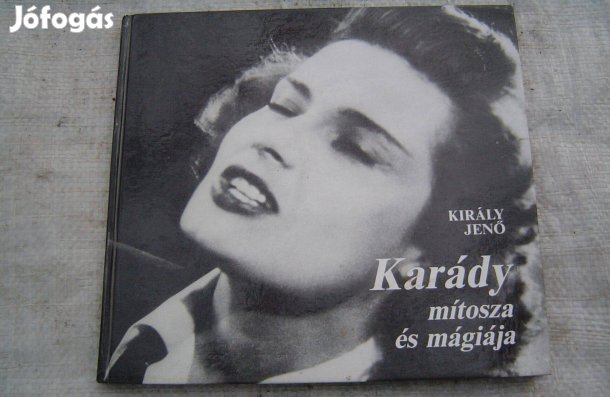 Jófogás
KIRÁLY
JENŐ
Karády
mítosza
és mágiája